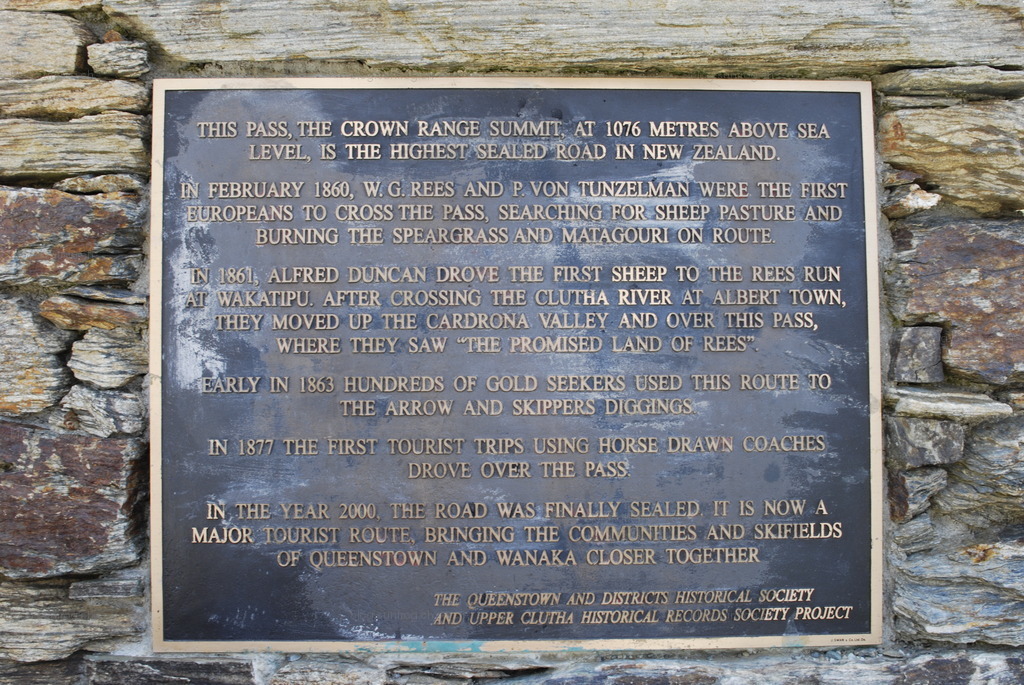 THIS PASS, THE CROWN RANGE SUMMIT, AT 1076 METRES ABOVE SEA
LEVEL, IS THE HIGHEST SEALED ROAD IN NEW ZEALAND.
IN FEBRUARY 1860, W. G. REES AND P. VON TUNZELMAN WERE THE FIRST
EUROPEANS TO CROSS THE PASS, SEARCHING FOR SHEEP PASTURE AND
BURNING THE SPEARGRASS AND MATAGOURI ON ROUTE.
IN 1861, ALFRED DUNCAN DROVE THE FIRST SHEEP TO THE REES RUN
AT WAKATIPU. AFTER CROSSING THE CLUTHA RIVER AT ALBERT TOWN,
THEY MOVED UP THE CARDRONA VALLEY AND OVER THIS PASS,
WHERE THEY SAW "THE PROMISED LAND OF REES".
EARLY IN 1863 HUNDREDS OF GOLD SEEKERS USED THIS ROUTE TO
THE ARROW AND SKIPPERS DIGGINGS.
IN 1877 THE FIRST TOURIST TRIPS USING HORSE DRAWN COACHES
DROVE OVER THE PASS.
IN THE YEAR 2000, THE ROAD WAS FINALLY SEALED, IT IS NOW A
MAJOR TOURIST ROUTE, BRINGING THE COMMUNITIES AND SKIFIELDS
OF QUEENSTOWN AND WANAKA CLOSER TOGETHER
THE QUEENSTOWN AND DISTRICTS HISTORICAL SOCIETY
AND UPPER CLUTHA HISTORICAL RECORDS SOCIETY PROJECT